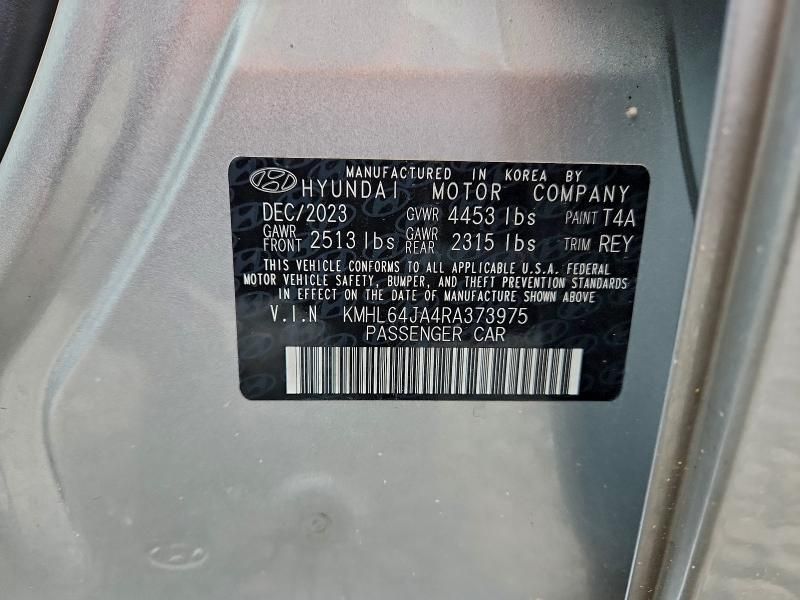 MANUFACTURED IN KOREA BY
HYUNDAI MOTOR COMPANY
DEC/2023 GVWR 4453 lbs PAINT T4A
GAWR FRONT 2513 lbs GAWR REAR 2315 lbs TRIM REY
THIS VEHICLE CONFORMS TO ALL APPLICABLE U.S.A. FEDERAL
MOTOR VEHICLE SAFETY, BUMPER, AND THEFT PREVENTION STANDARDS
IN EFFECT ON THE DATE OF MANUFACTURE SHOWN ABOVE
V.I.N KMHL64JA4RA373975
PASSENGER CAR